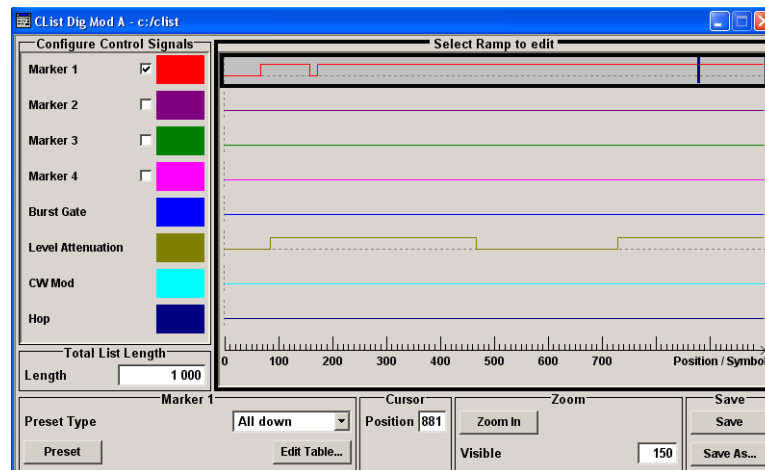 CList Dig Mod A - c:/clist
Configure Control Signals
Select Ramp to edit
Marker 1
Marker 2
Marker 3
Marker 4
Burst Gate
Level Attenuation
CW Mod
Hop
0 100 200 300 400 500 600 700 Position / Symbol
Total List Length
Length 1 000
Marker 1
Preset Type All down
Preset Edit Table...
Cursor
Position 881
Zoom
Zoom In
Visible 150
Save
Save
Save As...